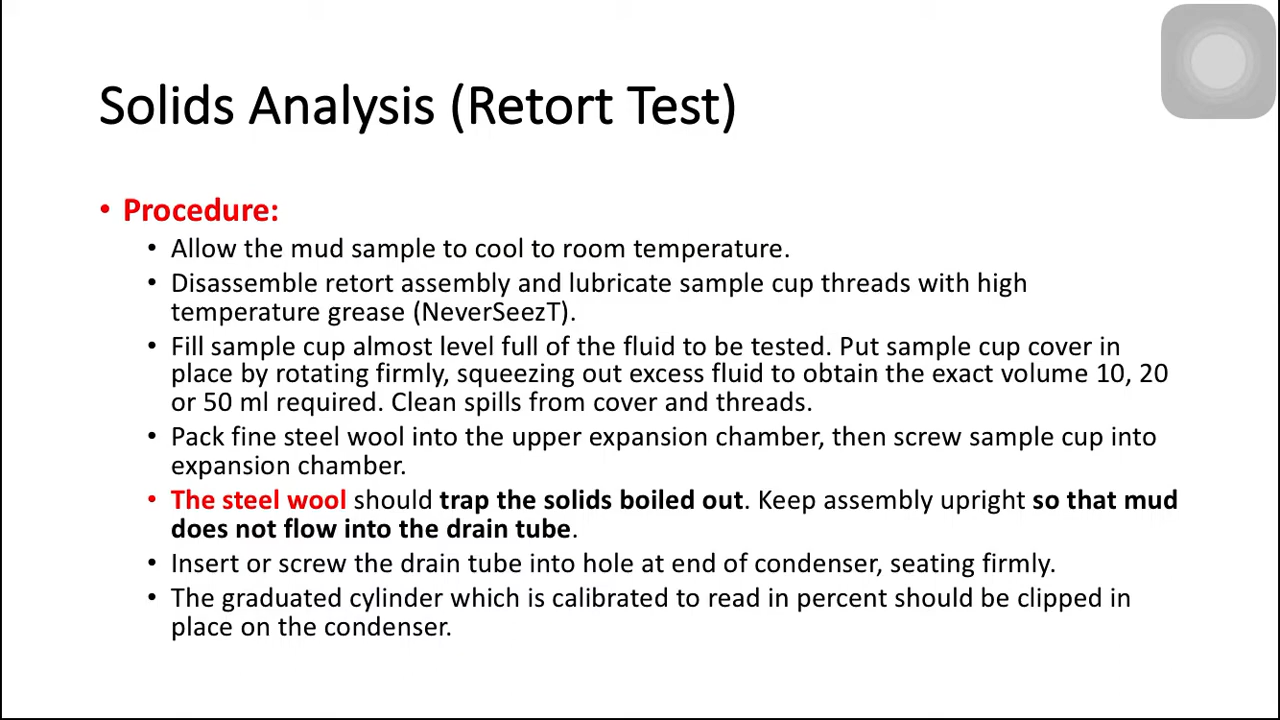 Solids Analysis (Retort Test)
• Procedure:
• Allow the mud sample to cool to room temperature.
• Disassemble retort assembly and lubricate sample cup threads with high
temperature grease (NeverSeezT).
• Fill sample cup almost level full of the fluid to be tested. Put sample cup cover in
place by rotating firmly, squeezing out excess fluid to obtain the exact volume 10, 20
or 50 ml required. Clean spills from cover and threads.
• Pack fine steel wool into the upper expansion chamber, then screw sample cup into
expansion chamber.
• The steel wool should trap the solids boiled out. Keep assembly upright so that mud
does not flow into the drain tube.
• Insert or screw the drain tube into hole at end of condenser, seating firmly.
• The graduated cylinder which is calibrated to read in percent should be clipped in
place on the condenser.